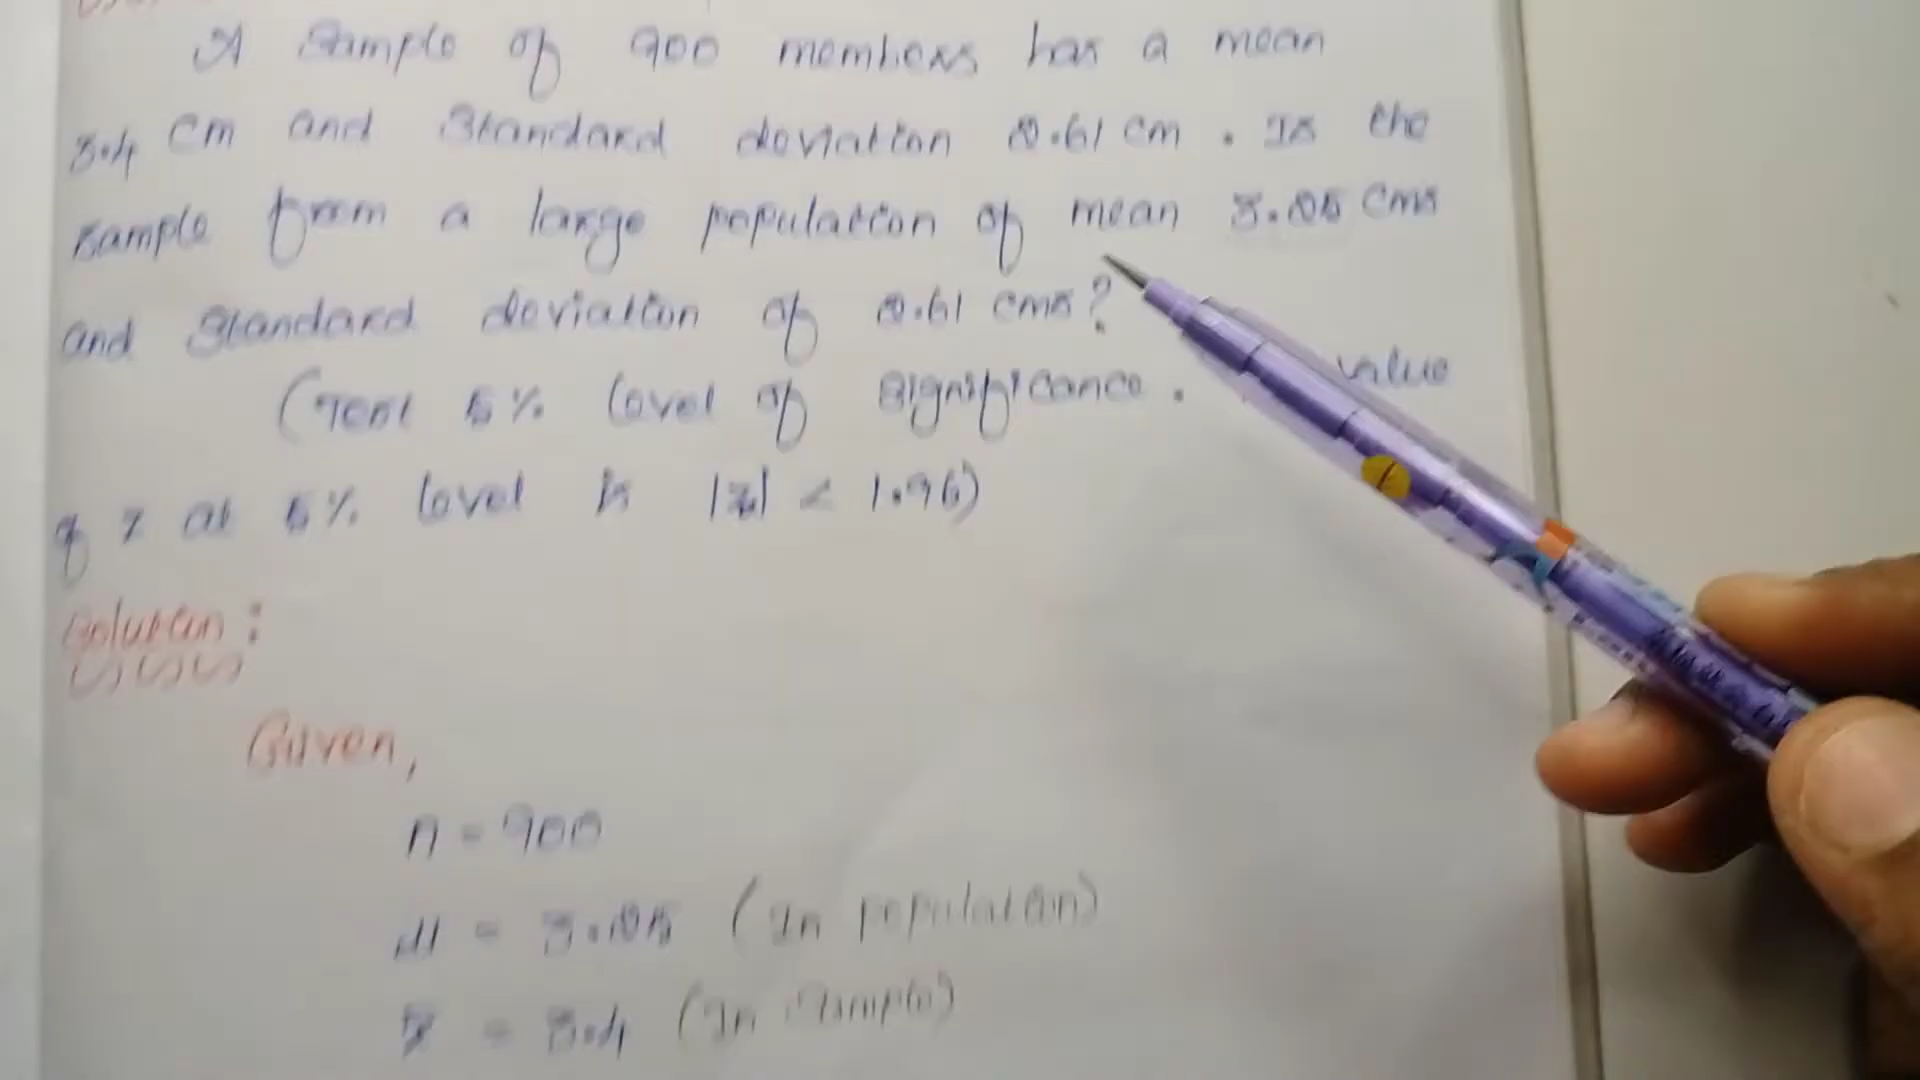 A Sample of 900 members has a mean
3.4 cm and Standard deviation 2.61 cm. Is the
sample from a large population of mean 3.25 cms
and Standard deviation of 2.61 cms?
(Test 5% level of Significance. value
of z at 5% level is |z| < 1.96)
Solution:
Given,
n = 900
μ = 3.25 (In population)
x̄ = 3.4 (In Sample)